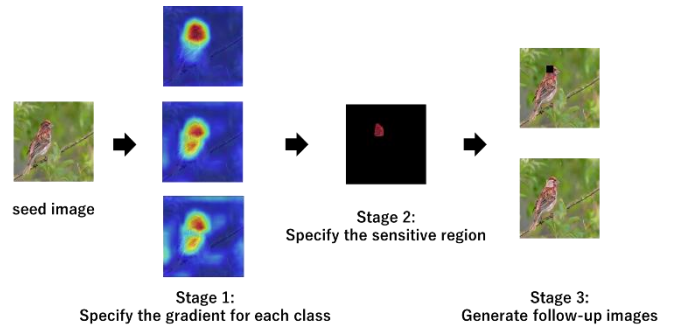 seed image
Stage 1:
Specify the gradient for each class
Stage 2:
Specify the sensitive region
Stage 3:
Generate follow-up images